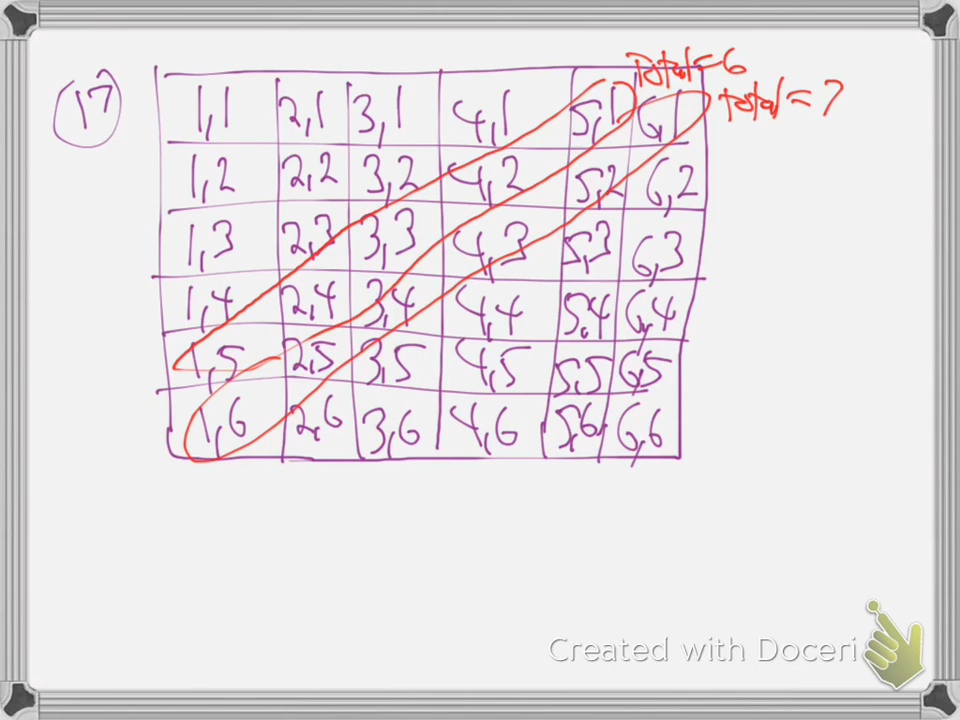 Total=6
17
total=7
1,1 2,1 3,1 4,1 5,1 6,1
1,2 2,2 3,2 4,2 5,2 6,2
1,3 2,3 3,3 4,3 5,3 6,3
1,4 2,4 3,4 4,4 5,4 6,4
1,5 2,5 3,5 4,5 5,5 6,5
1,6 2,6 3,6 4,6 5,6 6,6
Created with Doceri